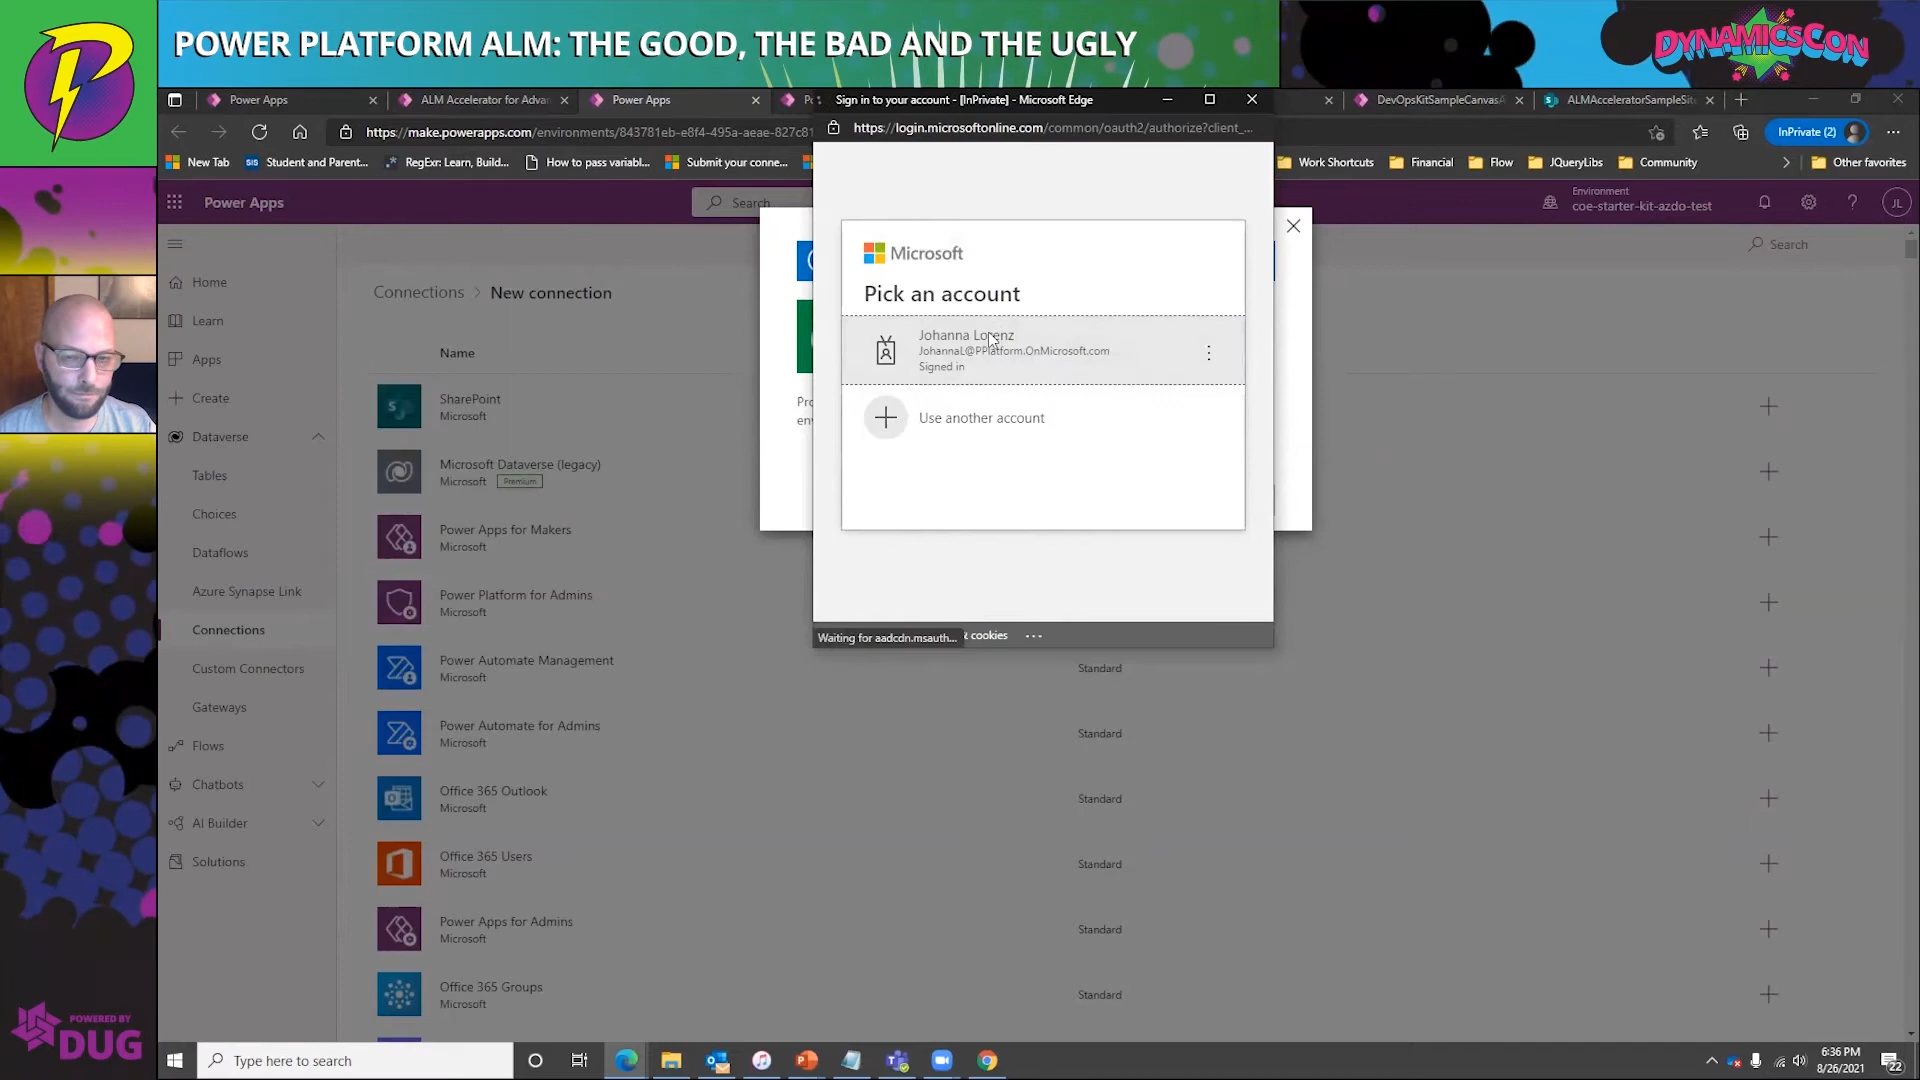 POWER PLATFORM ALM: THE GOOD, THE BAD AND THE UGLY
DYNAMICSCON
Power Apps
ALM Accelerator for Advan
Power Apps
Sign in to your account - [InPrivate] - Microsoft Edge
DevOpsKitSampleCanvasA
ALMAcceleratorSampleSite
https://make.powerapps.com/environments/843781eb-e8f4-495a-aeae-827c81
https://login.microsoftonline.com/common/oauth2/authorize?client_...
InPrivate (2)
New Tab
Student and Parent...
RegExr: Learn, Build...
How to pass variabl...
Submit your conne...
Work Shortcuts
Financial
Flow
JQueryLibs
Community
Other favorites
Power Apps
Search
Environment
coe-starter-kit-azdo-test
JL
Home
Learn
Apps
Create
Dataverse
Tables
Choices
Dataflows
Azure Synapse Link
Connections
Custom Connectors
Gateways
Flows
Chatbots
AI Builder
Solutions
Connections > New connection
Search
Name
SharePoint
Microsoft
Microsoft Dataverse (legacy)
Microsoft Premium
Power Apps for Makers
Microsoft
Power Platform for Admins
Microsoft
Power Automate Management
Microsoft
Standard
Power Automate for Admins
Microsoft
Standard
Office 365 Outlook
Microsoft
Standard
Office 365 Users
Microsoft
Standard
Power Apps for Admins
Microsoft
Standard
Office 365 Groups
Microsoft
Standard
Microsoft
Pick an account
Johanna Lorenz
JohannaL@PPlatform.OnMicrosoft.com
Signed in
Use another account
Waiting for aadcdn.msauth...
& cookies
POWERED BY
DUG
Type here to search
6:36 PM
8/26/2021
22